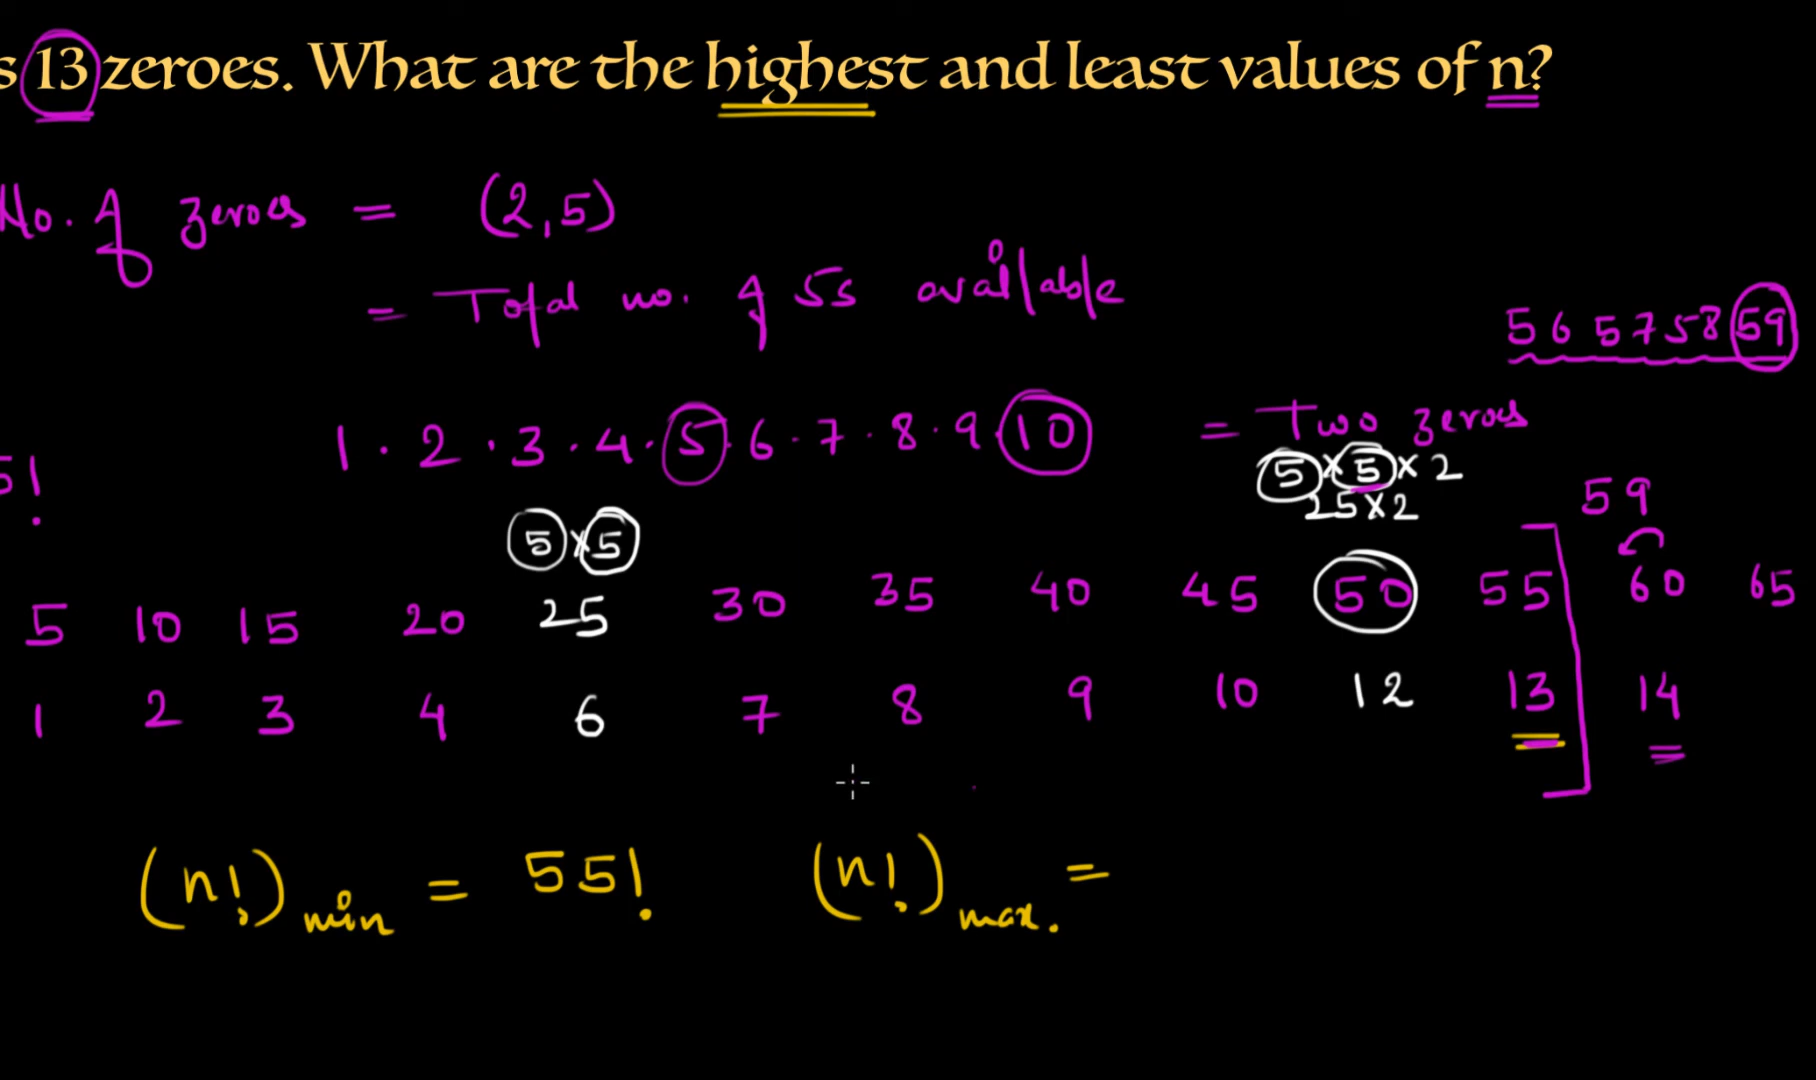 s 13 zeroes. What are the highest and least values of n?
No. of zeroes = (2,5)
= Total no. of 5s available
56 57 58 59
1 · 2 · 3 · 4 · 5 · 6 · 7 · 8 · 9 · 10 = Two zeroes
5 × 5 × 2
25 × 2
5!
59
5 × 5
5 10 15 20 25 30 35 40 45 50 55 60 65
1 2 3 4 6 7 8 9 10 12 13 14
(n!) min = 55! (n!) max. =